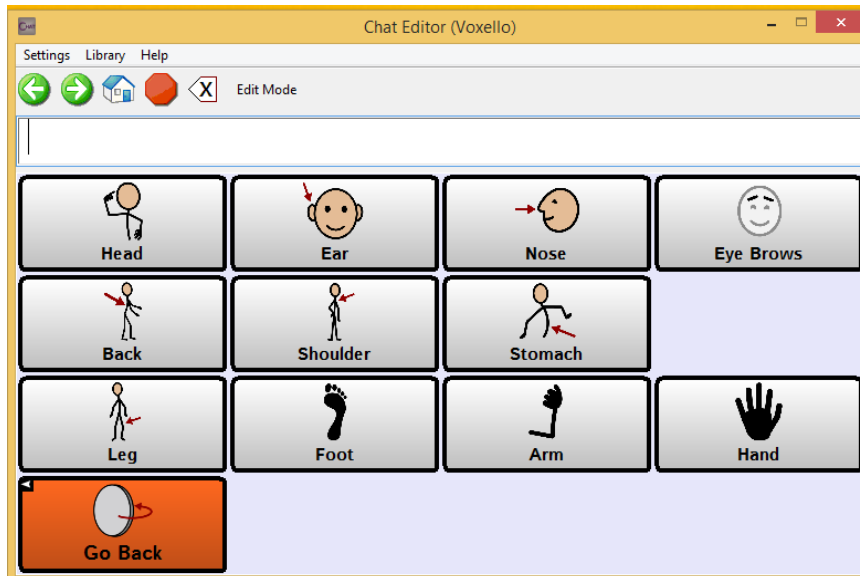 Chat Editor (Voxello)
Settings Library Help
X Edit Mode
Head Ear Nose Eye Brows
Back Shoulder Stomach
Leg Foot Arm Hand
Go Back